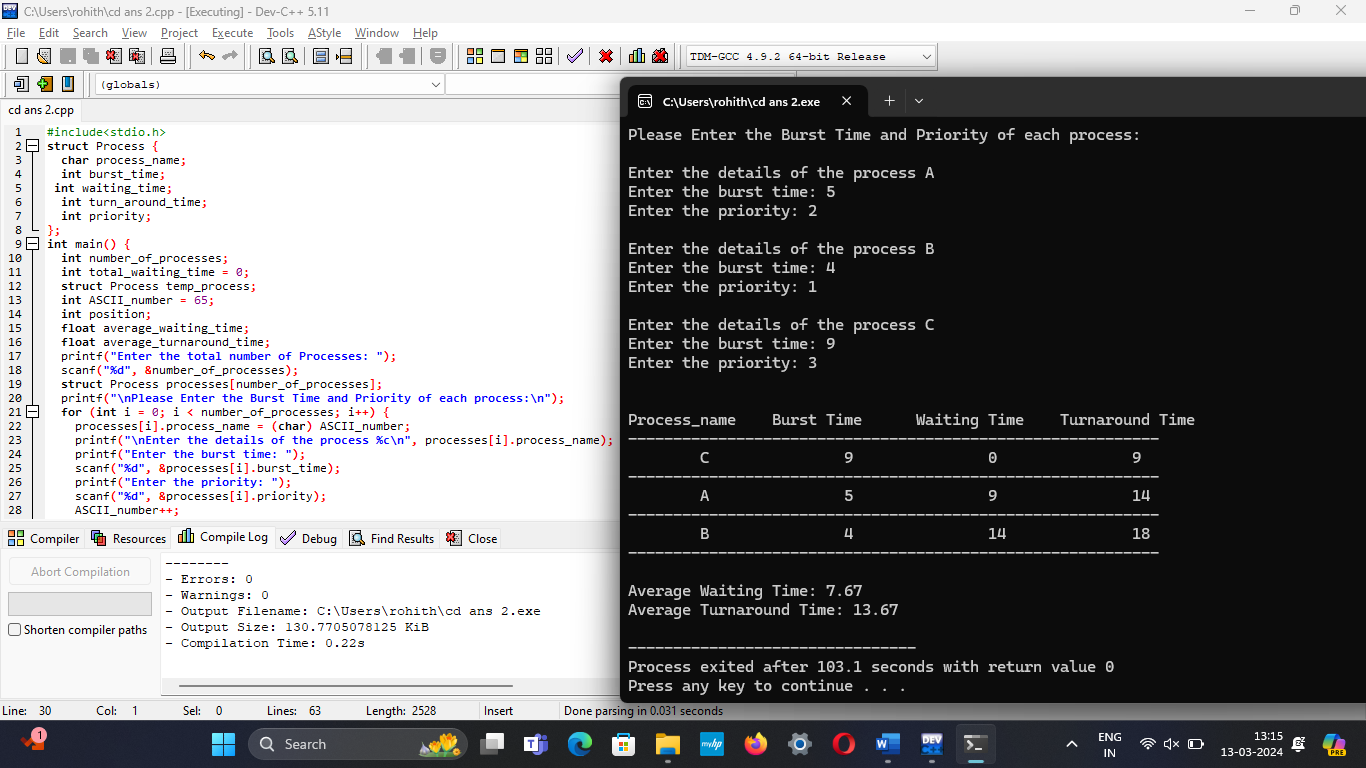 C:\Users\rohith\cd ans 2.cpp - [Executing] - Dev-C++ 5.11
File Edit Search View Project Execute Tools AStyle Window Help
TDM-GCC 4.9.2 64-bit Release
(globals)
cd ans 2.cpp
1 #include<stdio.h>
2 struct Process {
3 char process_name;
4 int burst_time;
5 int waiting_time;
6 int turn_around_time;
7 int priority;
8 };
9 int main() {
10 int number_of_processes;
11 int total_waiting_time = 0;
12 struct Process temp_process;
13 int ASCII_number = 65;
14 int position;
15 float average_waiting_time;
16 float average_turnaround_time;
17 printf("Enter the total number of Processes: ");
18 scanf("%d", &number_of_processes);
19 struct Process processes[number_of_processes];
20 printf("\nPlease Enter the Burst Time and Priority of each process:\n");
21 for (int i = 0; i < number_of_processes; i++) {
22 processes[i].process_name = (char) ASCII_number;
23 printf("\nEnter the details of the process %c\n", processes[i].process_name);
24 printf("Enter the burst time: ");
25 scanf("%d", &processes[i].burst_time);
26 printf("Enter the priority: ");
27 scanf("%d", &processes[i].priority);
28 ASCII_number++;
Compiler Resources Compile Log Debug Find Results Close
Abort Compilation
Shorten compiler paths
--------
- Errors: 0
- Warnings: 0
- Output Filename: C:\Users\rohith\cd ans 2.exe
- Output Size: 130.7705078125 KiB
- Compilation Time: 0.22s
Line: 30 Col: 1 Sel: 0 Lines: 63 Length: 2528 Insert Done parsing in 0.031 seconds
C:\Users\rohith\cd ans 2.exe
Please Enter the Burst Time and Priority of each process:
Enter the details of the process A
Enter the burst time: 5
Enter the priority: 2
Enter the details of the process B
Enter the burst time: 4
Enter the priority: 1
Enter the details of the process C
Enter the burst time: 9
Enter the priority: 3
Process_name Burst Time Waiting Time Turnaround Time
-----------------------------------------------------------
C 9 0 9
-----------------------------------------------------------
A 5 9 14
-----------------------------------------------------------
B 4 14 18
-----------------------------------------------------------
Average Waiting Time: 7.67
Average Turnaround Time: 13.67
--------------------------------
Process exited after 103.1 seconds with return value 0
Press any key to continue . . .
1
Search
myhp
DEV
ENG
IN
13:15
13-03-2024
PRE